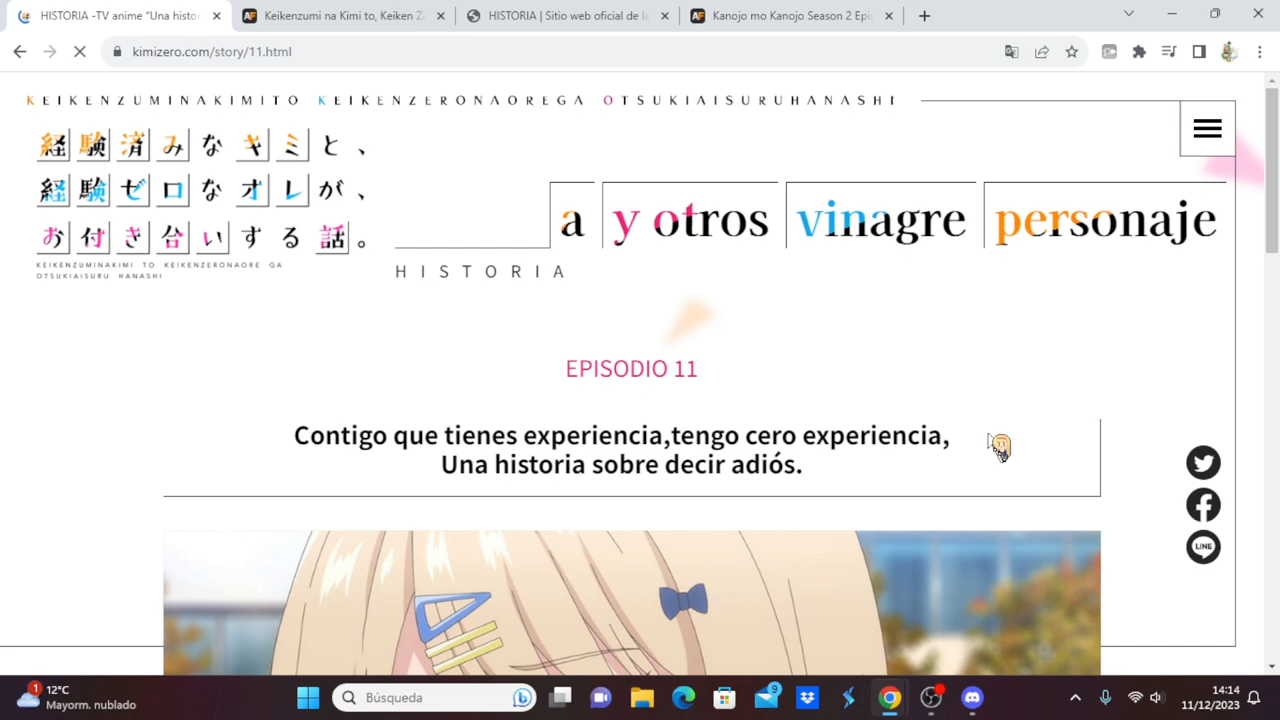 HISTORIA -TV anime "Una histor
Keikenzumi na Kimi to, Keiken Ze
HISTORIA | Sitio web oficial de la
Kanojo mo Kanojo Season 2 Epi
kimizero.com/story/11.html
KEIKENZUMINAKIMITO KEIKENZERONAOREGA OTSUKIAISURUHANASHI
経験済みなキミと、
経験ゼロなオレが、
お付き合いする話。
KEIKENZUMINAKIMI TO KEIKENZERONAORE GA
OTSUKIAISURU HANASHI
a y otros vinagre personaje
HISTORIA
EPISODIO 11
Contigo que tienes experiencia,tengo cero experiencia,
Una historia sobre decir adiós.
LINE
1
12°C
Mayorm. nublado
Búsqueda
9
14:14
11/12/2023